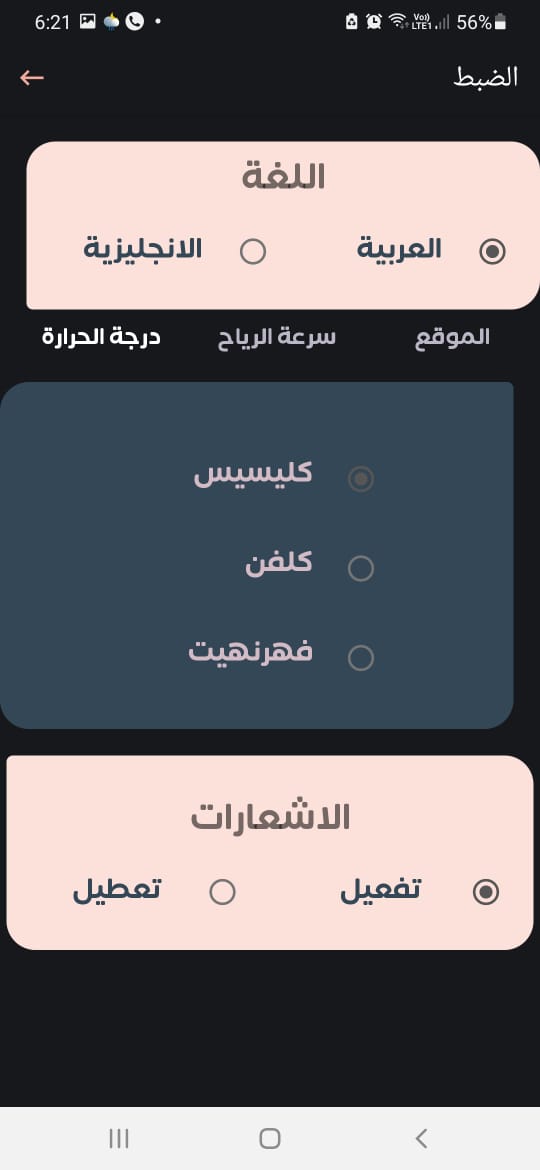 6:21 Vo) LTE1 56%
الضبط
اللغة
العربية الانجليزية
الموقع سرعة الرياح درجة الحرارة
كليسيس
كلفن
فهرنهيت
الاشعارات
تفعيل تعطيل